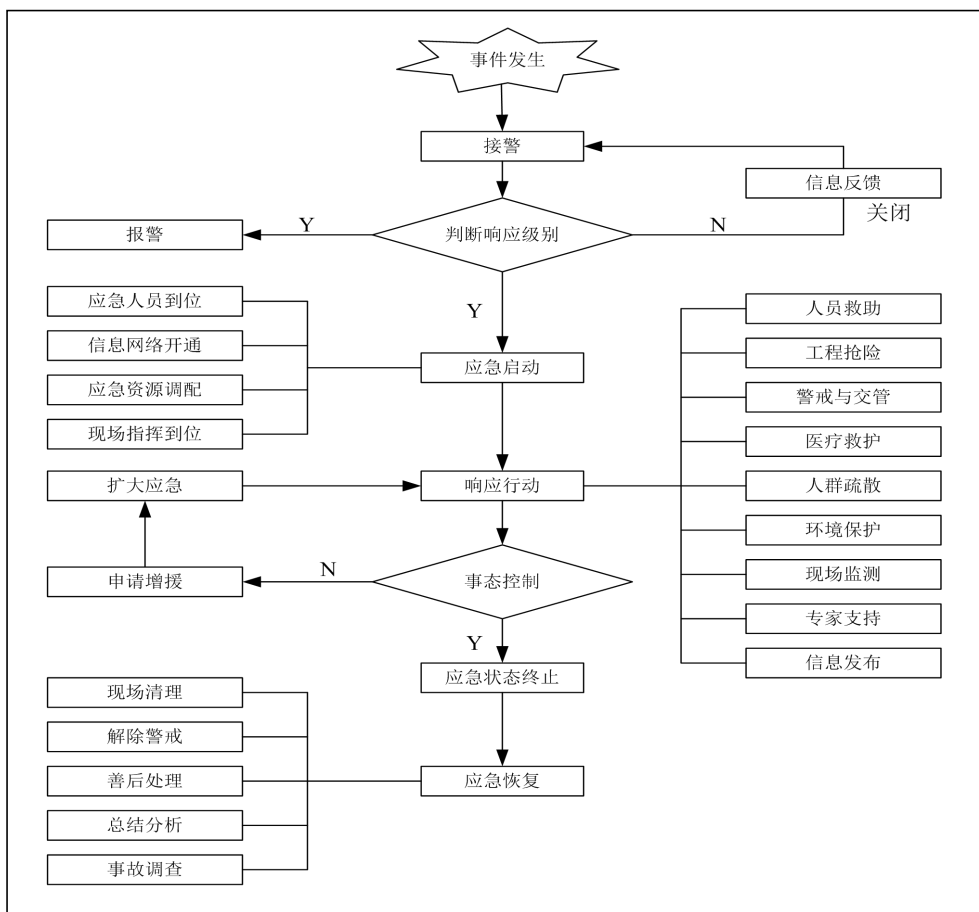 事件发生
接警
信息反馈
关闭
报警
Y
判断响应级别
N
Y
应急人员到位
信息网络开通
应急资源调配
现场指挥到位
应急启动
人员救助
工程抢险
警戒与交管
医疗救护
人群疏散
环境保护
现场监测
专家支持
信息发布
扩大应急
响应行动
申请增援
N
事态控制
Y
应急状态终止
现场清理
解除警戒
善后处理
总结分析
事故调查
应急恢复